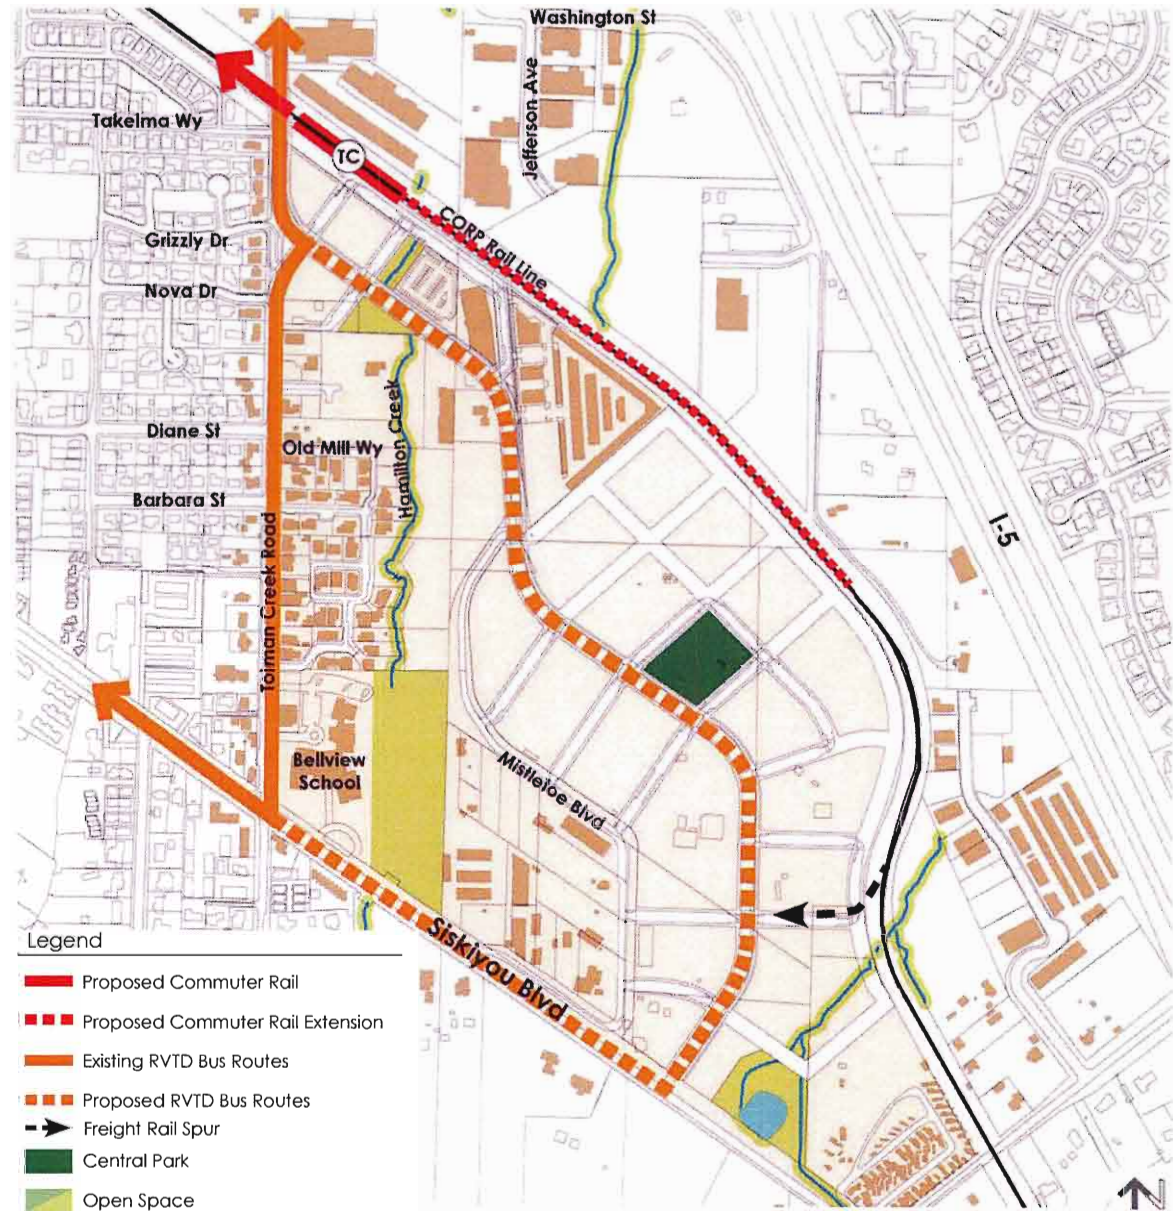 Washington St
Jefferson Ave
Takelma Wy
TC
CORP Rail Line
Grizzly Dr
Nova Dr
Diane St
Old Mill Wy
Hamilton Creek
Barbara St
I-5
Tolman Creek Road
Bellview
School
Mistletoe Blvd
Siskiyou Blvd
Legend
Proposed Commuter Rail
Proposed Commuter Rail Extension
Existing RVTD Bus Routes
Proposed RVTD Bus Routes
Freight Rail Spur
Central Park
Open Space
N